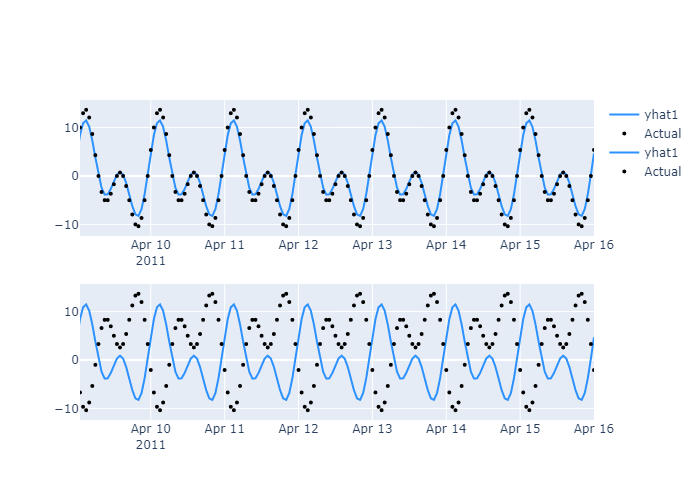 10
0
−10
Apr 10
2011
Apr 11
Apr 12
Apr 13
Apr 14
Apr 15
Apr 16
yhat1
Actual
yhat1
Actual
10
0
−10
Apr 10
2011
Apr 11
Apr 12
Apr 13
Apr 14
Apr 15
Apr 16